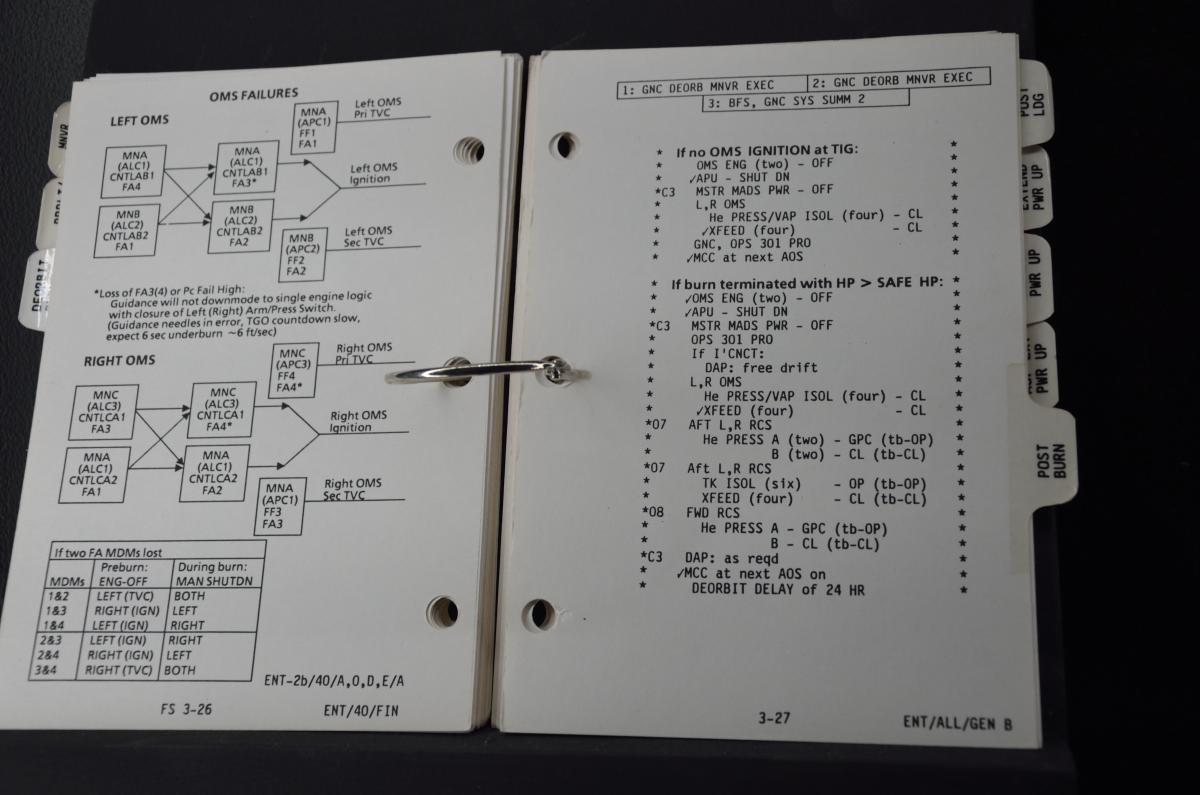 OMS FAILURES
LEFT OMS
MNA
(ALC1)
CNTLAB1
FA4
MNB
(ALC2)
CNTLAB2
FA1
MNA
(ALC1)
CNTLAB1
FA3*
MNB
(ALC2)
CNTLAB2
FA2
MNA
(APC1)
FF1
FA1
Left OMS
Pri TVC
Left OMS
Ignition
MNB
(APC2)
FF2
FA2
Left OMS
Sec TVC
*Loss of FA3(4) or Pc Fail High:
Guidance will not downmode to single engine logic
with closure of Left (Right) Arm/Press Switch.
(Guidance needles in error, TGO countdown slow,
expect 6 sec underburn ~6 ft/sec)
RIGHT OMS
MNC
(ALC3)
CNTLCA1
FA3
MNA
(ALC1)
CNTLCA2
FA1
MNC
(ALC3)
CNTLCA1
FA4*
MNA
(ALC1)
CNTLCA2
FA2
MNC
(APC3)
FF4
FA4*
Right OMS
Pri TVC
Right OMS
Ignition
MNA
(APC1)
FF3
FA3
Right OMS
Sec TVC
If two FA MDMs lost
Preburn: During burn:
MDMs ENG-OFF MAN SHUTDN
1&2 LEFT (TVC) BOTH
1&3 RIGHT (IGN) LEFT
1&4 LEFT (IGN) RIGHT
2&3 LEFT (IGN) RIGHT
2&4 RIGHT (IGN) LEFT
3&4 RIGHT (TVC) BOTH
ENT-2b/40/A,O,D,E/A
FS 3-26 ENT/40/FIN
MNVR
DEORBIT
1: GNC DEORB MNVR EXEC 2: GNC DEORB MNVR EXEC
3: BFS, GNC SYS SUMM 2
* If no OMS IGNITION at TIG: *
* OMS ENG (two) - OFF *
* ✓APU - SHUT DN *
*C3 MSTR MADS PWR - OFF *
* L,R OMS *
* He PRESS/VAP ISOL (four) - CL *
* ✓XFEED (four) - CL *
* GNC, OPS 301 PRO *
* ✓MCC at next AOS *
* If burn terminated with HP > SAFE HP: *
* ✓OMS ENG (two) - OFF *
* ✓APU - SHUT DN *
*C3 MSTR MADS PWR - OFF *
* OPS 301 PRO *
* If I'CNCT: *
* DAP: free drift *
* L,R OMS *
* He PRESS/VAP ISOL (four) - CL *
* ✓XFEED (four) - CL *
*O7 AFT L,R RCS *
* He PRESS A (two) - GPC (tb-OP) *
* B (two) - CL (tb-CL) *
*O7 Aft L,R RCS *
* TK ISOL (six) - OP (tb-OP) *
* XFEED (four) - CL (tb-CL) *
*O8 FWD RCS *
* He PRESS A - GPC (tb-OP) *
* B - CL (tb-CL) *
*C3 DAP: as reqd *
* ✓MCC at next AOS on *
* DEORBIT DELAY of 24 HR *
3-27 ENT/ALL/GEN B
POST
LDG
EXTEND
PWR UP
PWR UP
PWR UP
POST
BURN